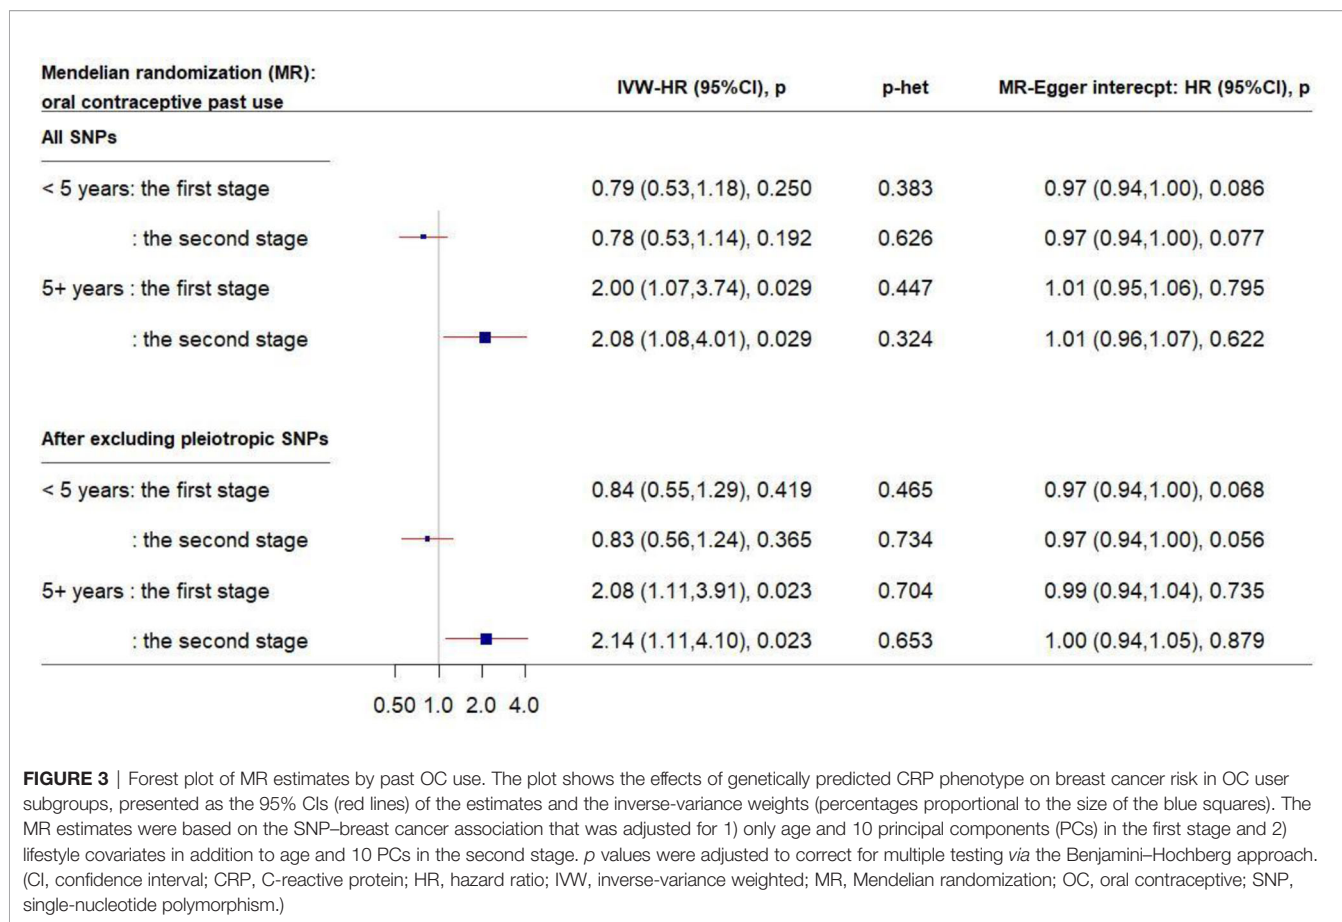 Mendelian randomization (MR):
oral contraceptive past use
IVW-HR (95%CI), p
p-het
MR-Egger interecpt: HR (95%CI), p
All SNPs
< 5 years: the first stage 0.79 (0.53,1.18), 0.250 0.383 0.97 (0.94,1.00), 0.086
: the second stage 0.78 (0.53,1.14), 0.192 0.626 0.97 (0.94,1.00), 0.077
5+ years : the first stage 2.00 (1.07,3.74), 0.029 0.447 1.01 (0.95,1.06), 0.795
: the second stage 2.08 (1.08,4.01), 0.029 0.324 1.01 (0.96,1.07), 0.622
After excluding pleiotropic SNPs
< 5 years: the first stage 0.84 (0.55,1.29), 0.419 0.465 0.97 (0.94,1.00), 0.068
: the second stage 0.83 (0.56,1.24), 0.365 0.734 0.97 (0.94,1.00), 0.056
5+ years : the first stage 2.08 (1.11,3.91), 0.023 0.704 0.99 (0.94,1.04), 0.735
: the second stage 2.14 (1.11,4.10), 0.023 0.653 1.00 (0.94,1.05), 0.879
0.50 1.0 2.0 4.0
FIGURE 3 | Forest plot of MR estimates by past OC use. The plot shows the effects of genetically predicted CRP phenotype on breast cancer risk in OC user
subgroups, presented as the 95% CIs (red lines) of the estimates and the inverse-variance weights (percentages proportional to the size of the blue squares). The
MR estimates were based on the SNP–breast cancer association that was adjusted for 1) only age and 10 principal components (PCs) in the first stage and 2)
lifestyle covariates in addition to age and 10 PCs in the second stage. p values were adjusted to correct for multiple testing via the Benjamini–Hochberg approach.
(CI, confidence interval; CRP, C-reactive protein; HR, hazard ratio; IVW, inverse-variance weighted; MR, Mendelian randomization; OC, oral contraceptive; SNP,
single-nucleotide polymorphism.)